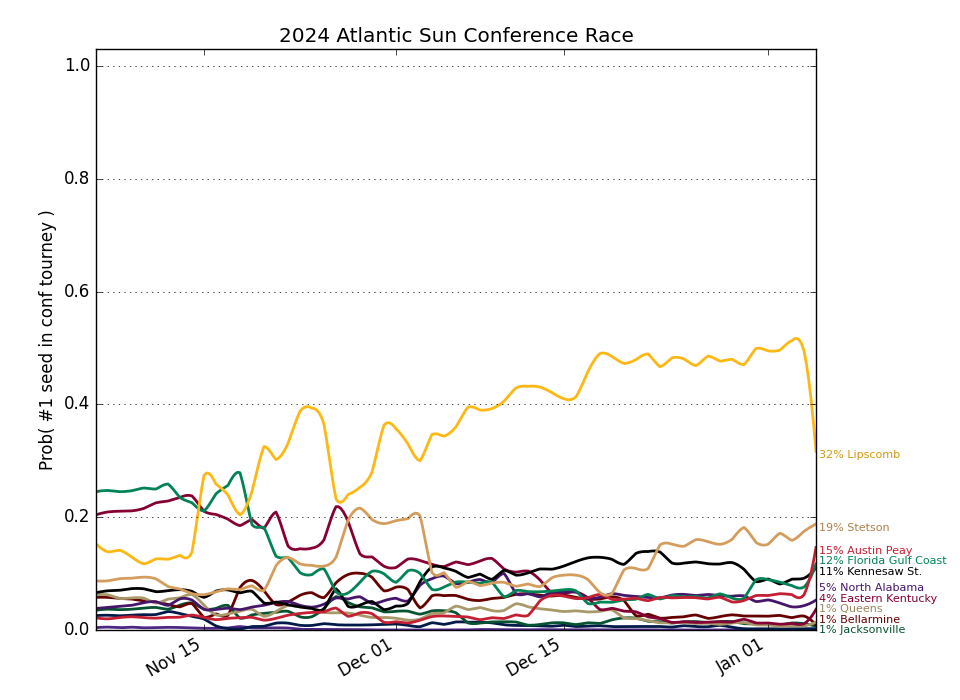 2024 Atlantic Sun Conference Race
Prob( #1 seed in conf tourney )
1.0
0.8
0.6
0.4
0.2
0.0
Nov 15
Dec 01
Dec 15
Jan 01
32% Lipscomb
19% Stetson
15% Austin Peay
12% Florida Gulf Coast
11% Kennesaw St.
5% North Alabama
4% Eastern Kentucky
1% Queens
1% Bellarmine
1% Jacksonville